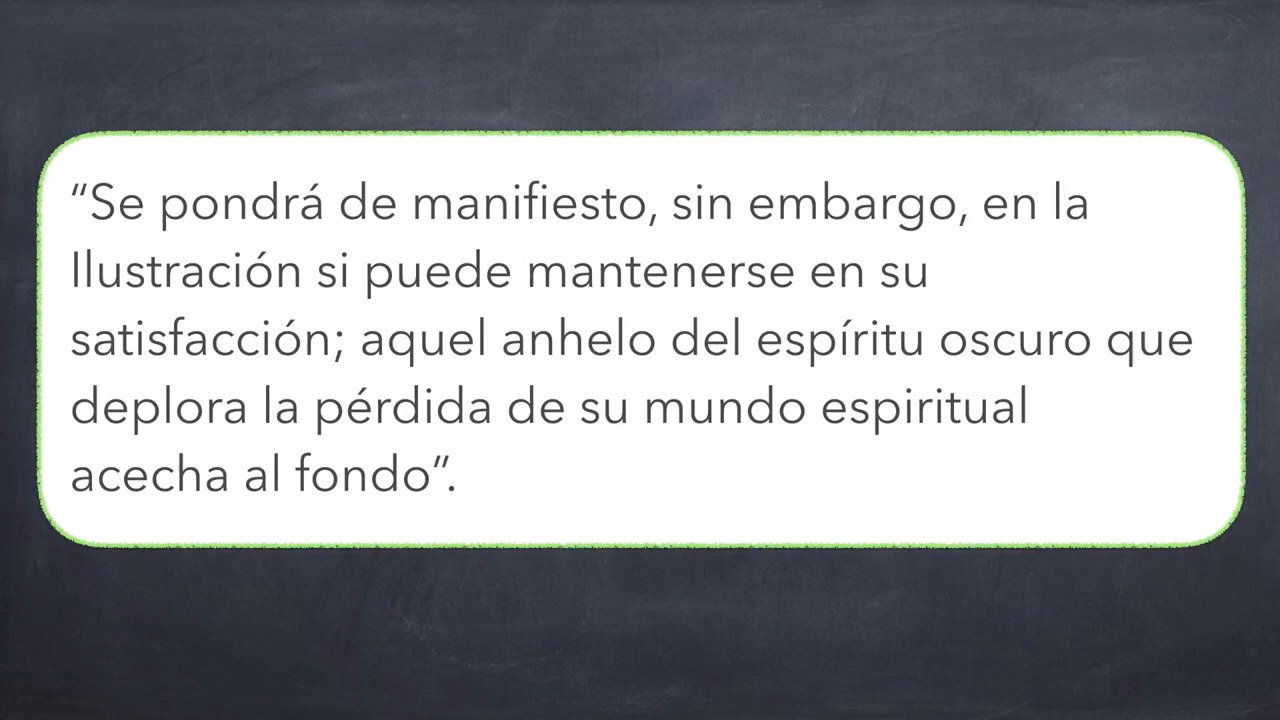 “Se pondrá de manifiesto, sin embargo, en la
Ilustración si puede mantenerse en su
satisfacción; aquel anhelo del espíritu oscuro que
deplora la pérdida de su mundo espiritual
acecha al fondo”.